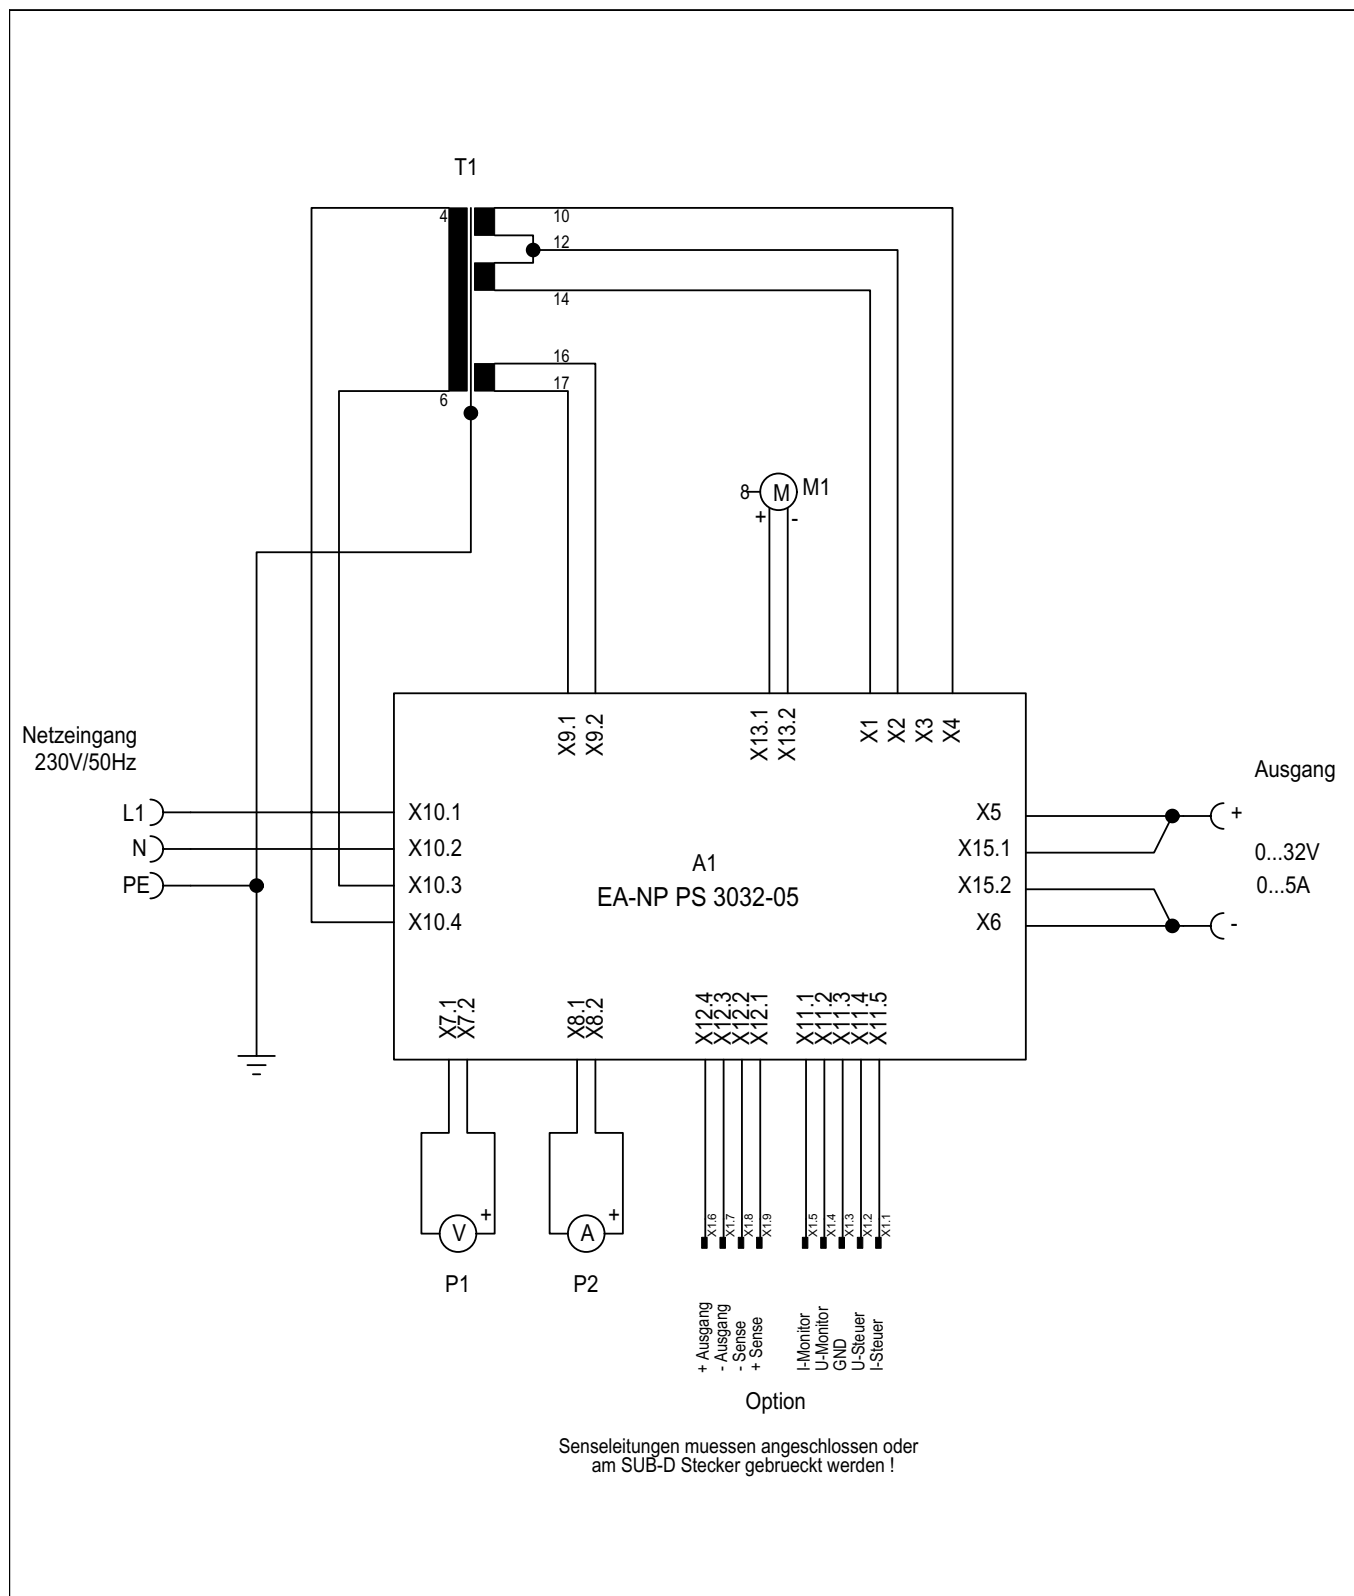 T1
4
10
12
14
16
17
6
8
M
M1
+
-
X9.1
X9.2
X13.1
X13.2
X1
X2
X3
X4
Netzeingang
230V/50Hz
L1
N
PE
X10.1
X10.2
X10.3
X10.4
A1
EA-NP PS 3032-05
X5
X15.1
X15.2
X6
Ausgang
+
0...32V
0...5A
-
X7.1
X7.2
X8.1
X8.2
X12.4
X12.3
X12.2
X12.1
X11.1
X11.2
X11.3
X11.4
X11.5
V
+
P1
A
+
P2
X1.6
X1.7
X1.8
X1.9
X1.5
X1.4
X1.3
X1.2
X1.1
+ Ausgang
- Ausgang
- Sense
+ Sense
I-Monitor
U-Monitor
GND
U-Steuer
I-Steuer
Option
Senseleitungen muessen angeschlossen oder
am SUB-D Stecker gebrueckt werden !